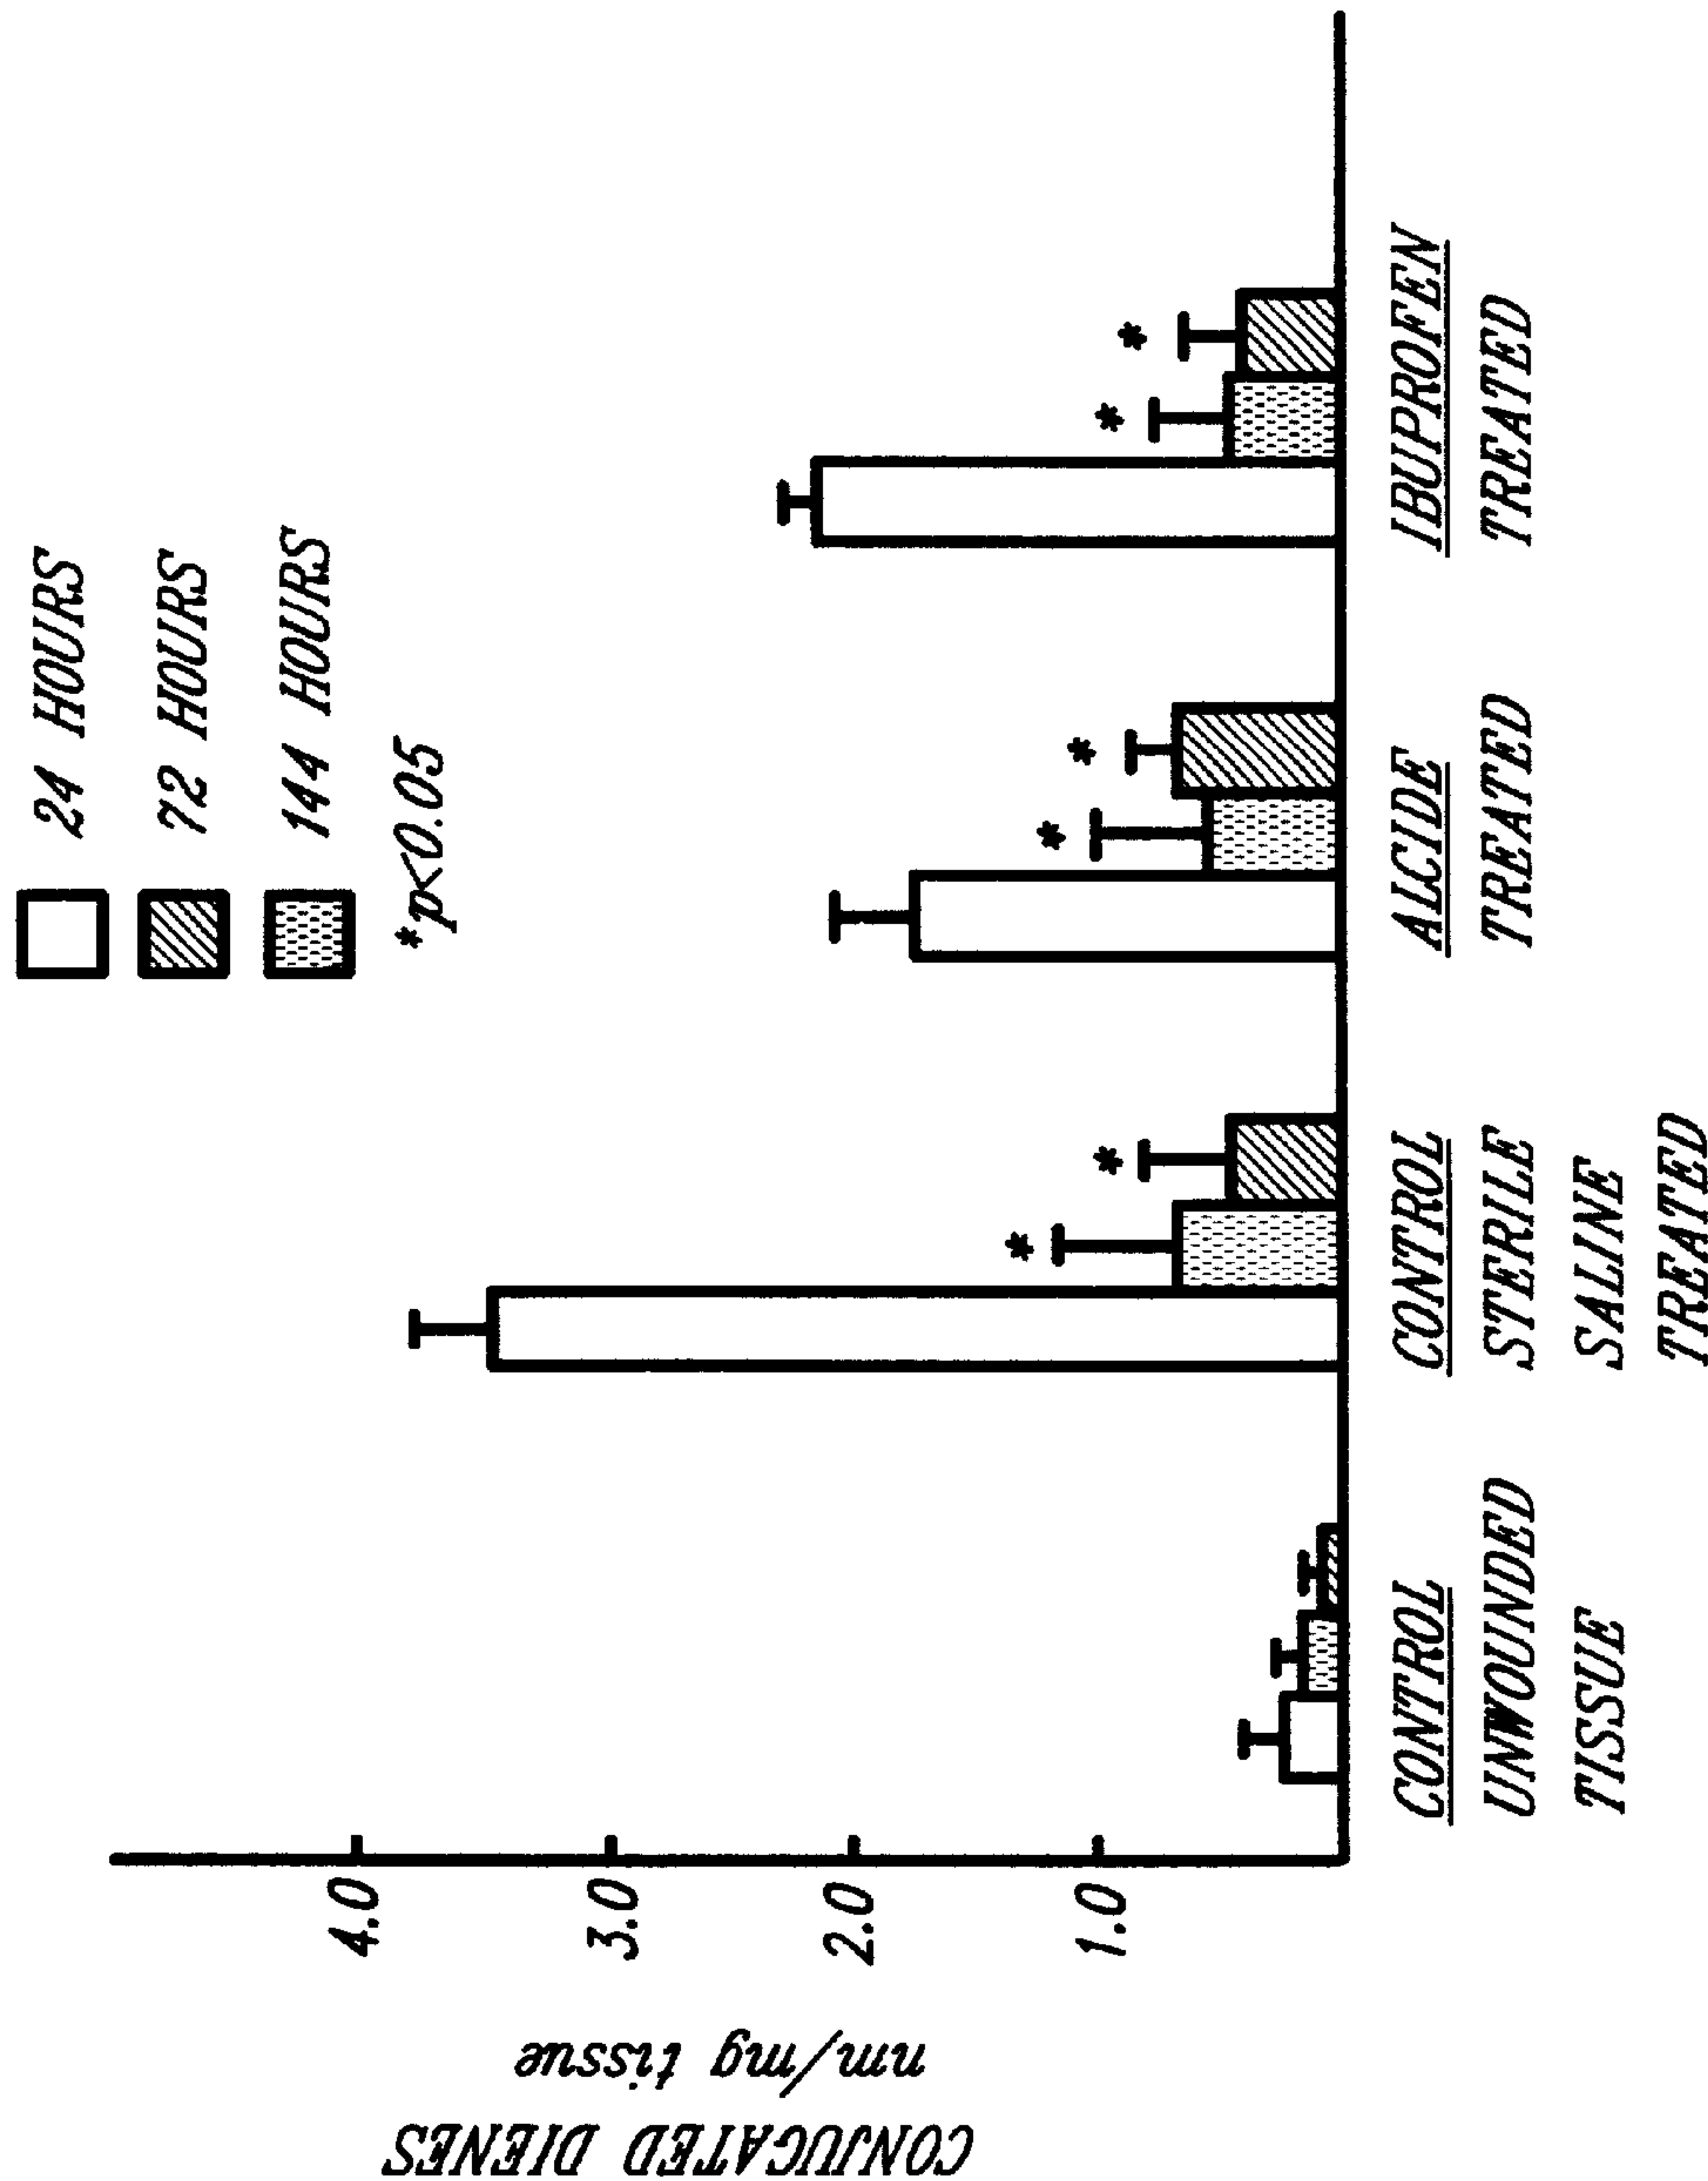 24 HOURS
72 HOURS
144 HOURS
*p<0.05
CONJUGATED DIENES
nm/mg tissue
4.0
3.0
2.0
1.0
*
*
*
*
*
*
CONTROL
UNWOUNDED
TISSUE
CONTROL
STERILE
SALINE
TREATED
ALCIDE
TREATED
IBUPROFEN
TREATED